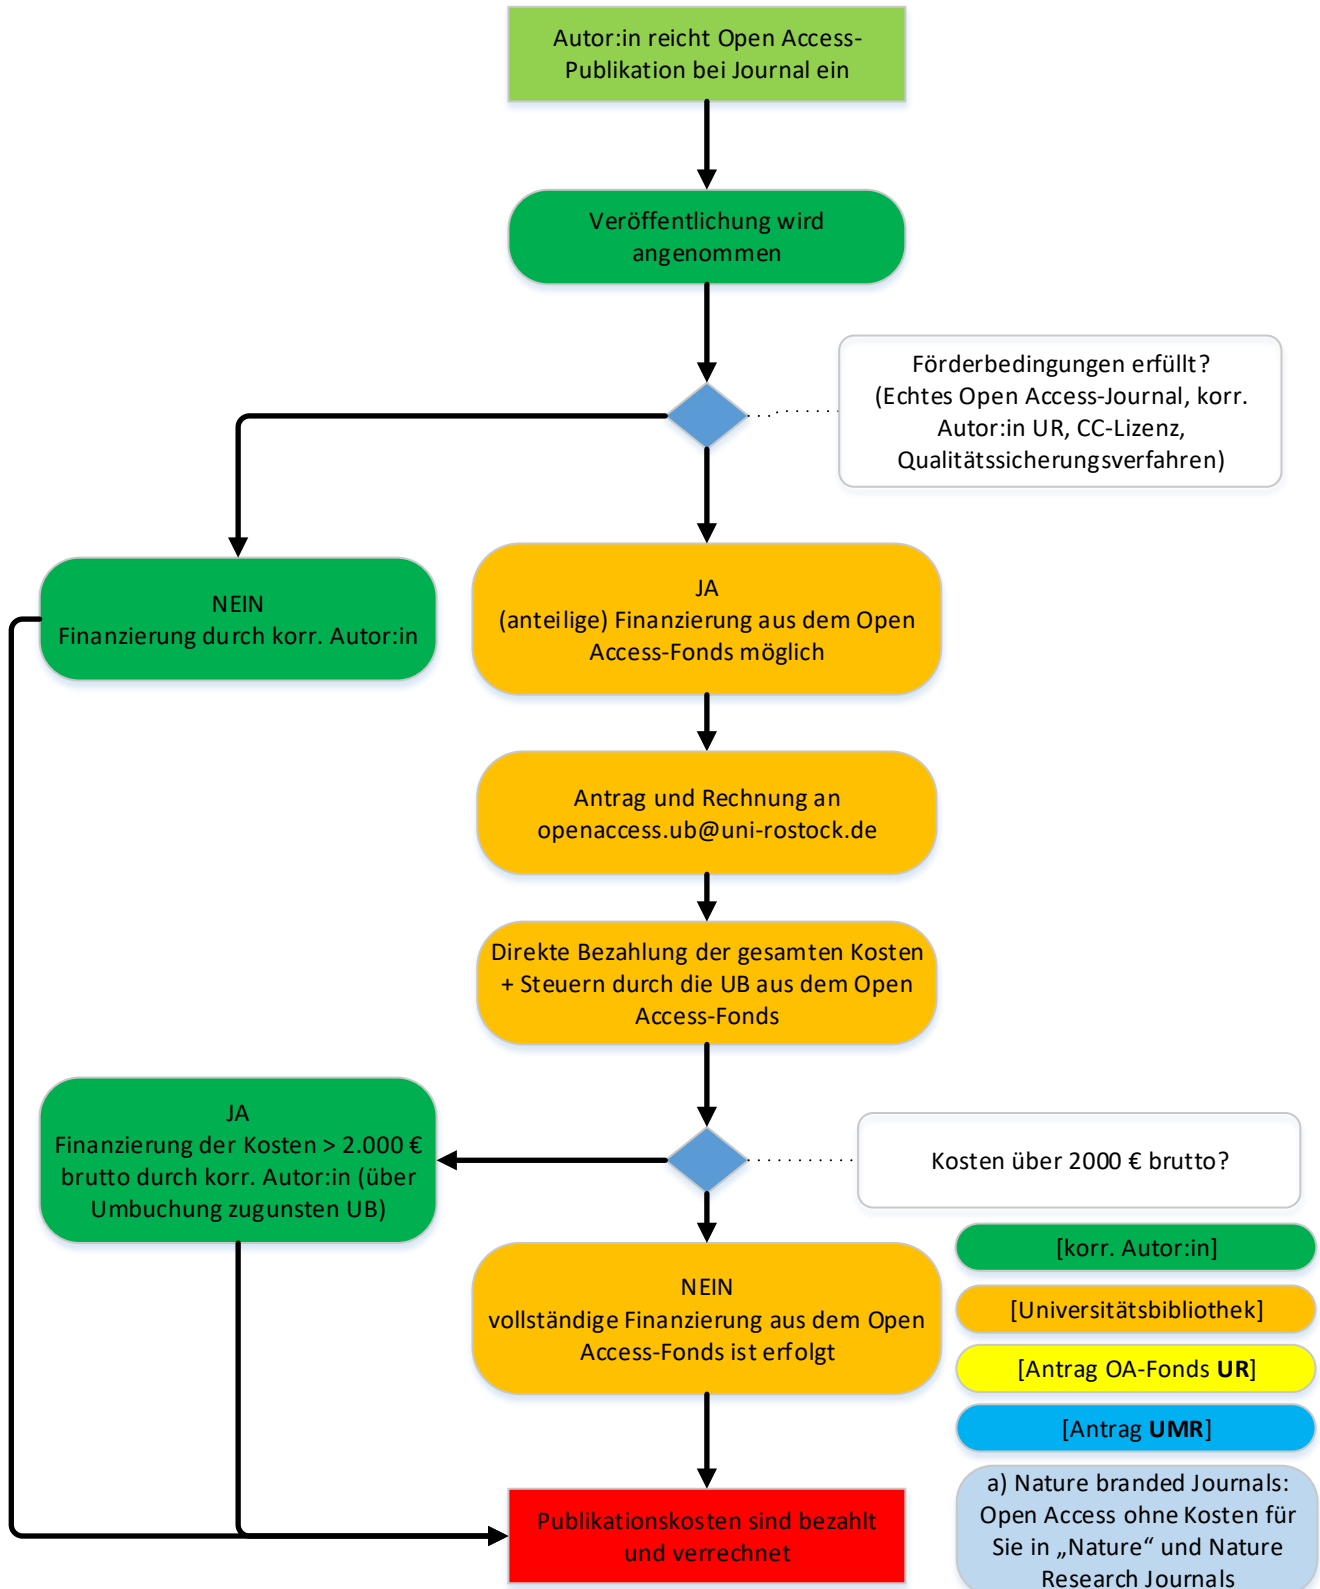 Autor:in reicht Open Access-
Publikation bei Journal ein
Veröffentlichung wird
angenommen
Förderbedingungen erfüllt?
(Echtes Open Access-Journal, korr.
Autor:in UR, CC-Lizenz,
Qualitätssicherungsverfahren)
NEIN
Finanzierung durch korr. Autor:in
JA
(anteilige) Finanzierung aus dem Open
Access-Fonds möglich
Antrag und Rechnung an
openaccess.ub@uni-rostock.de
Direkte Bezahlung der gesamten Kosten
+ Steuern durch die UB aus dem Open
Access-Fonds
JA
Finanzierung der Kosten > 2.000 €
brutto durch korr. Autor:in (über
Umbuchung zugunsten UB)
Kosten über 2000 € brutto?
NEIN
vollständige Finanzierung aus dem Open
Access-Fonds ist erfolgt
[korr. Autor:in]
[Universitätsbibliothek]
[Antrag OA-Fonds UR]
[Antrag UMR]
a) Nature branded Journals:
Open Access ohne Kosten für
Sie in „Nature“ und Nature
Research Journals
Publikationskosten sind bezahlt
und verrechnet